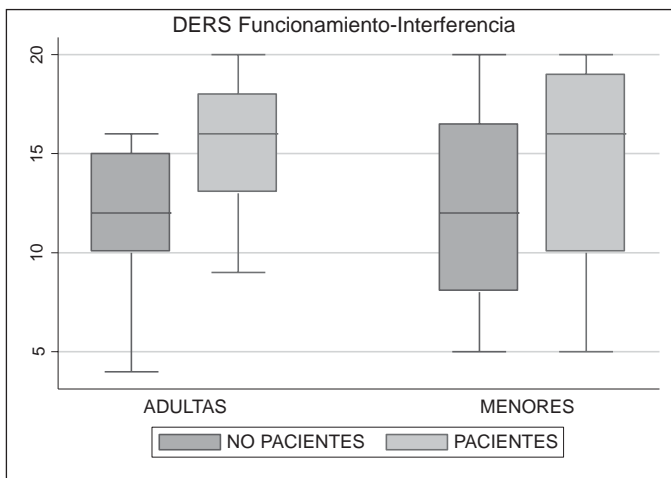 DERS Funcionamiento-Interferencia
20
15
10
5
ADULTAS MENORES
NO PACIENTES PACIENTES